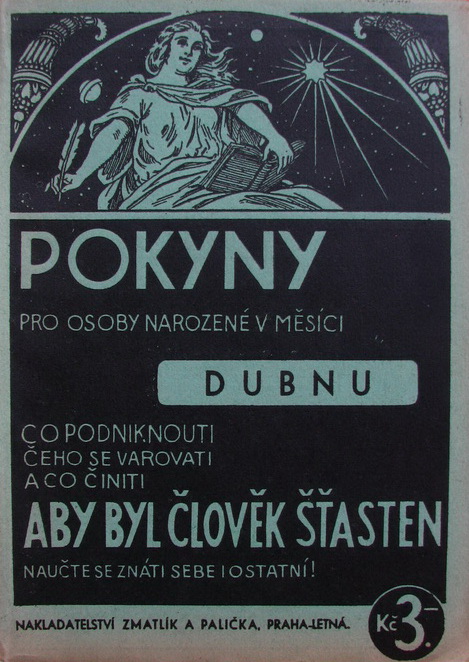 POKYNY
PRO OSOBY NAROZENÉ V MĚSÍCI
DUBNU
CO PODNIKNOUTI
ČEHO SE VAROVATI
A CO ČINITI
ABY BYL ČLOVĚK ŠŤASTEN
NAUČTE SE ZNÁTI SEBE I OSTATNÍ!
NAKLADATELSTVÍ ZMATLÍK A PALIČKA, PRAHA-LETNÁ.
Kč 3.—